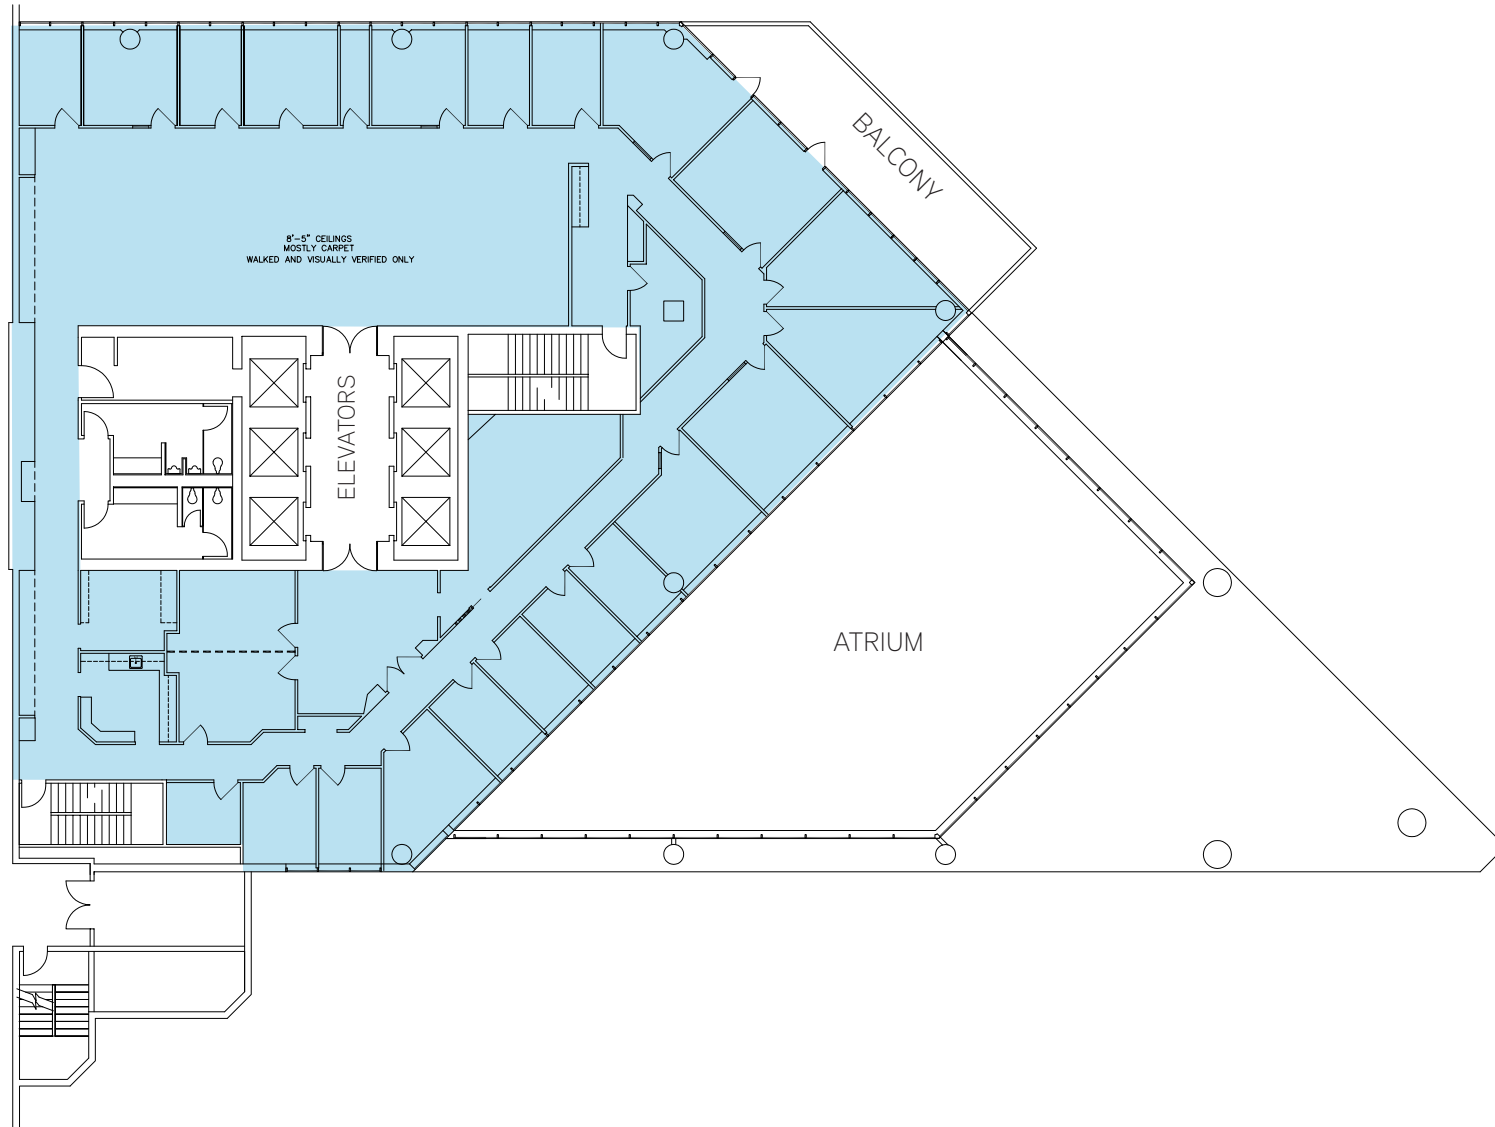 BALCONY
8'-5" CEILINGS
MOSTLY CARPET
WALKED AND VISUALLY VERIFIED ONLY
ELEVATORS
ATRIUM